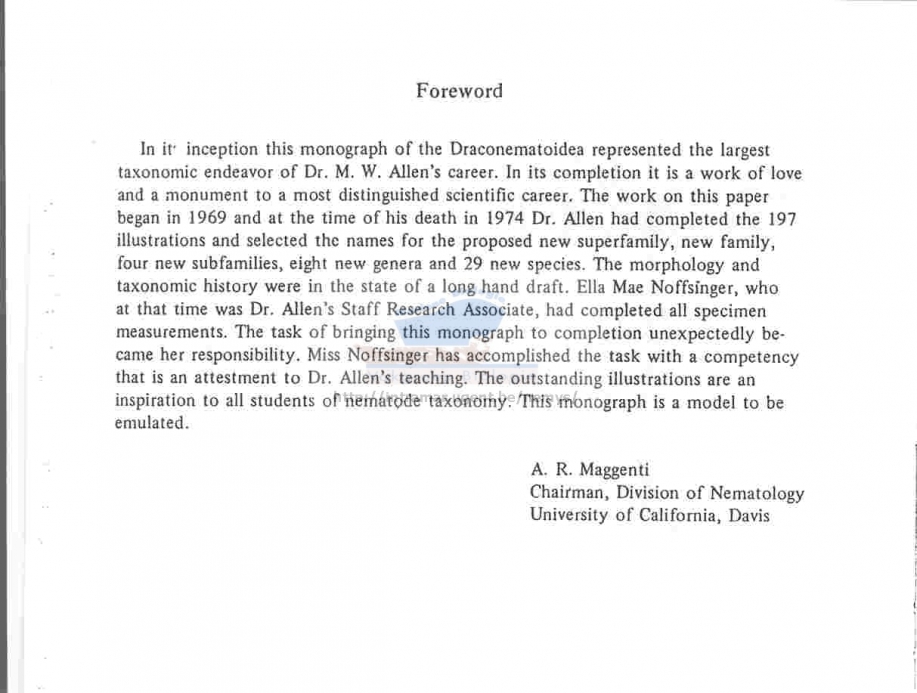 Foreword
In it inception this monograph of the Draconematoidea represented the largest
taxonomic endeavor of Dr. M. W. Allen's career. In its completion it is a work of love
and a monument to a most distinguished scientific career. The work on this paper
began in 1969 and at the time of his death in 1974 Dr. Allen had completed the 197
illustrations and selected the names for the proposed new superfamily, new family,
four new subfamilies, eight new genera and 29 new species. The morphology and
taxonomic history were in the state of a long hand draft. Ella Mae Noffsinger, who
at that time was Dr. Allen's Staff Research Associate, had completed all specimen
measurements. The task of bringing this monograph to completion unexpectedly be-
came her responsibility. Miss Noffsinger has accomplished the task with a competency
that is an attestment to Dr. Allen's teaching. The outstanding illustrations are an
inspiration to all students of nematode taxonomy. This monograph is a model to be
emulated.
A. R. Maggenti
Chairman, Division of Nematology
University of California, Davis